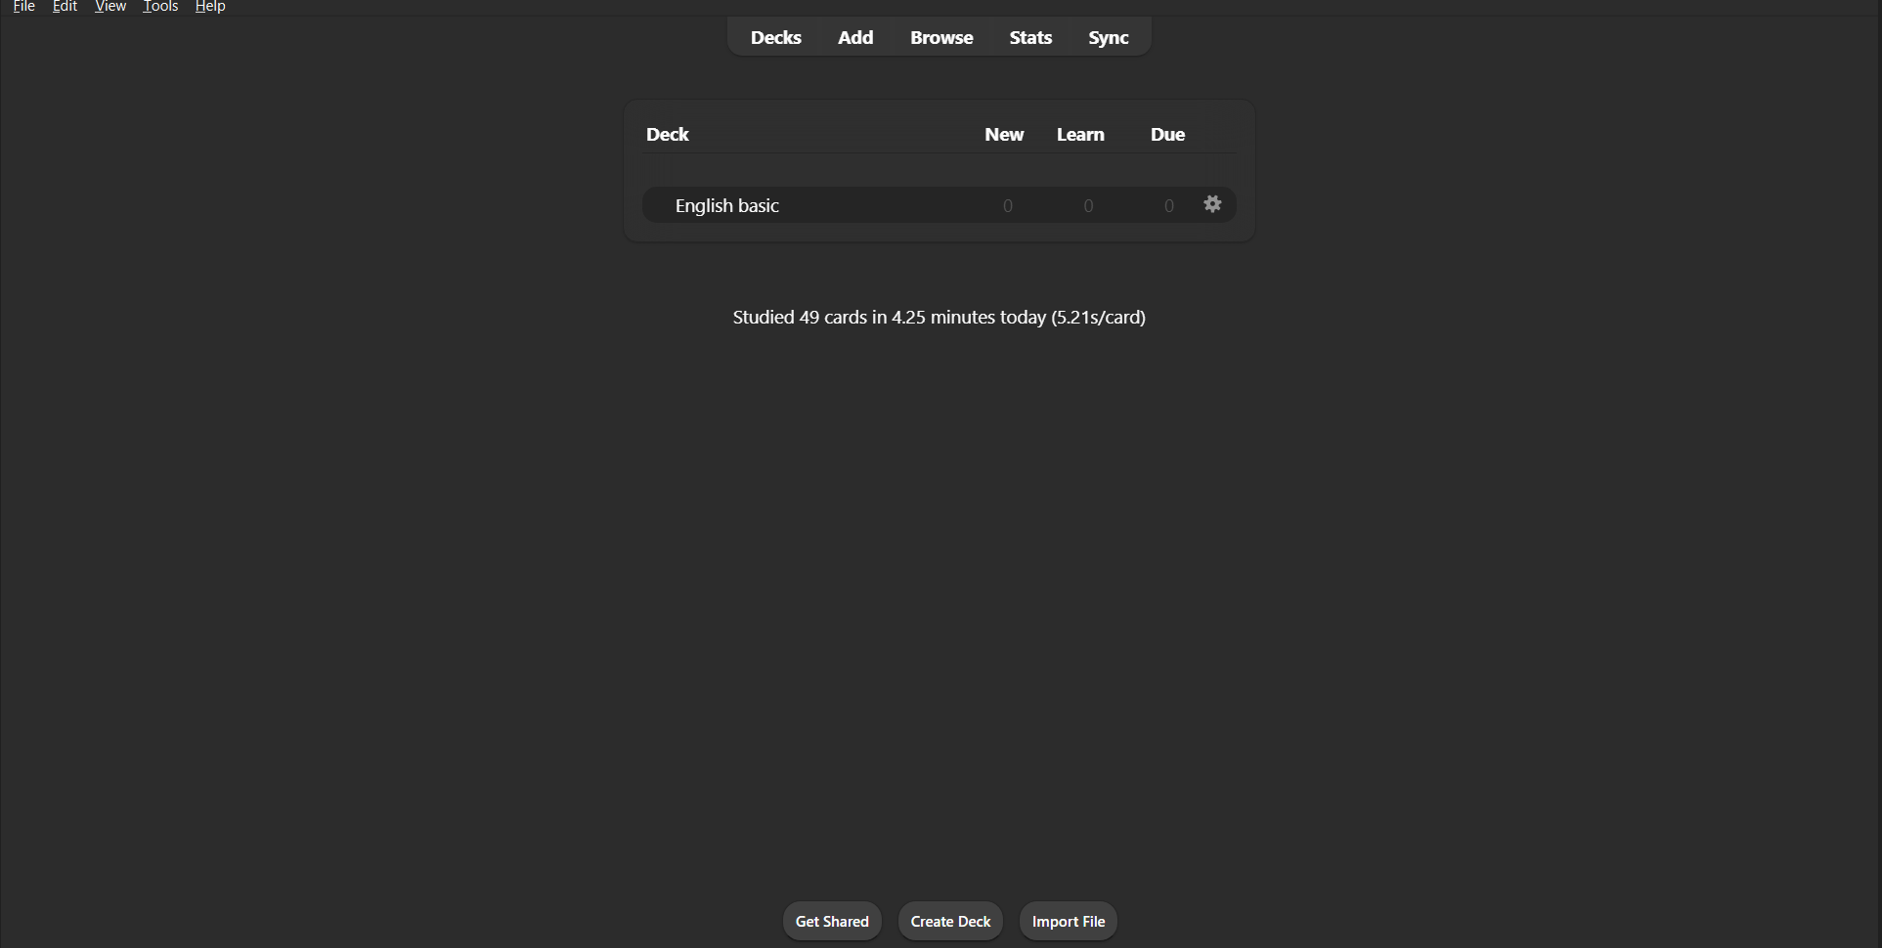 File Edit View Tools Help
Decks Add Browse Stats Sync
Deck New Learn Due
English basic 0 0 0
Studied 49 cards in 4.25 minutes today (5.21s/card)
Get Shared Create Deck Import File